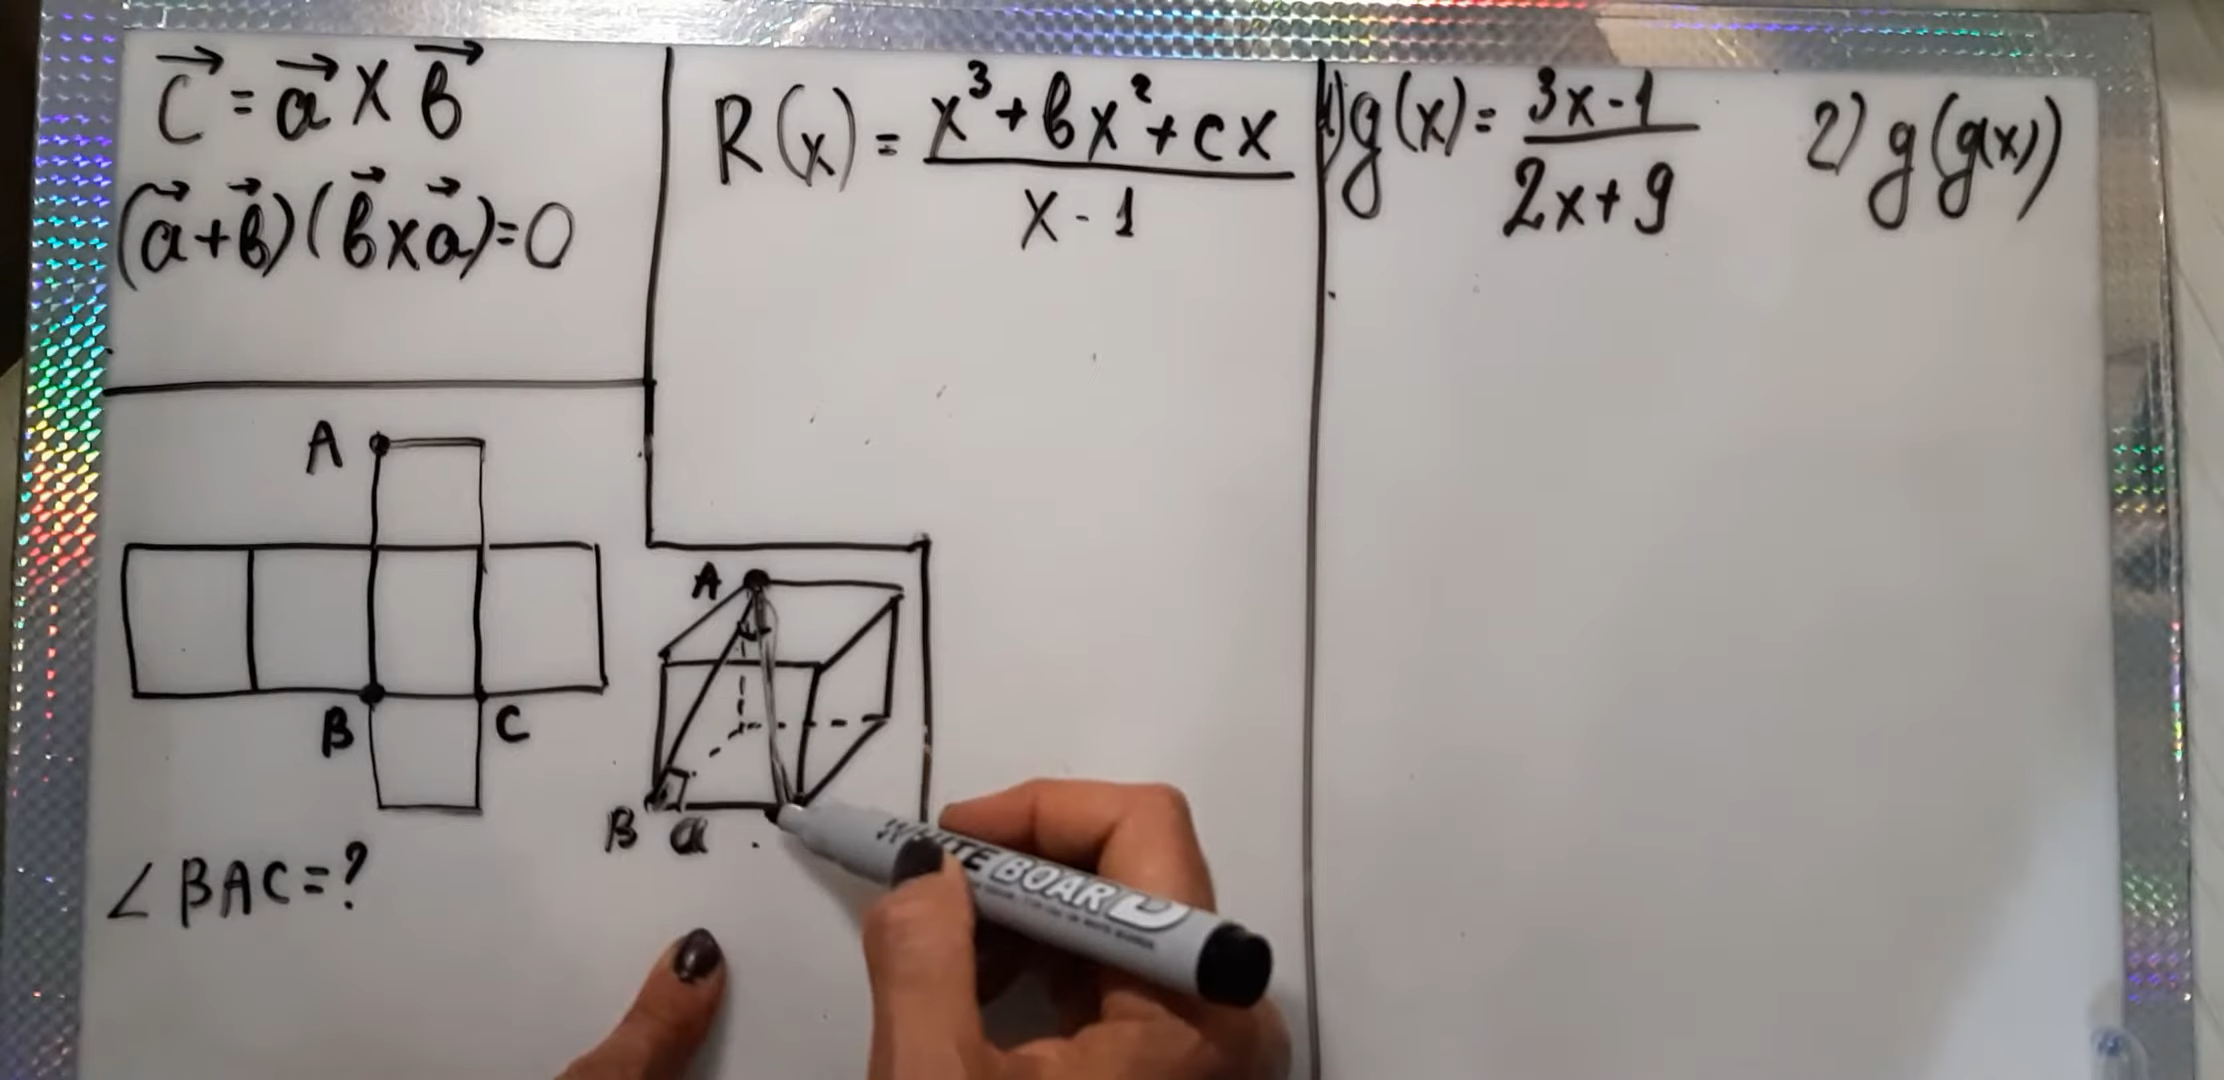 c⃗ = a⃗ × b⃗
(a⃗+b⃗)(b⃗×a⃗)=0
R(x) = (x³+bx²+cx)/(x-1)
1) g(x) = (3x-1)/(2x+9)
2) g(g(x))
A
B
C
∠BAC=?
A
B
a
WHITE BOARD